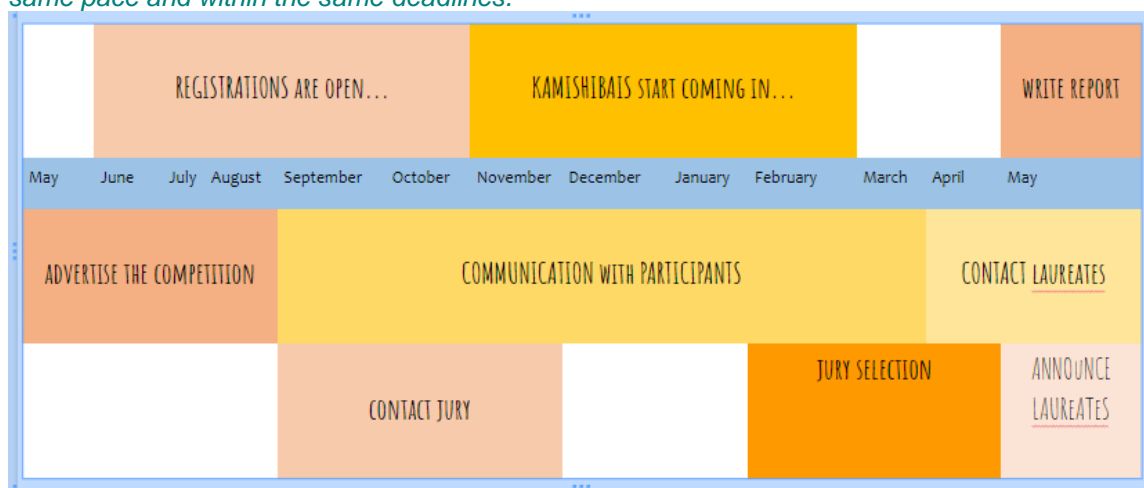 same pace and within the same deadlines.
REGISTRATIONS ARE OPEN...
KAMISHIBAIS START COMING IN...
WRITE REPORT
May June July August September October November December January February March April May
ADVERTISE THE COMPETITION
COMMUNICATION WITH PARTICIPANTS
CONTACT LAUREATES
CONTACT JURY
JURY SELECTION
ANNOUNCE
LAUREATES